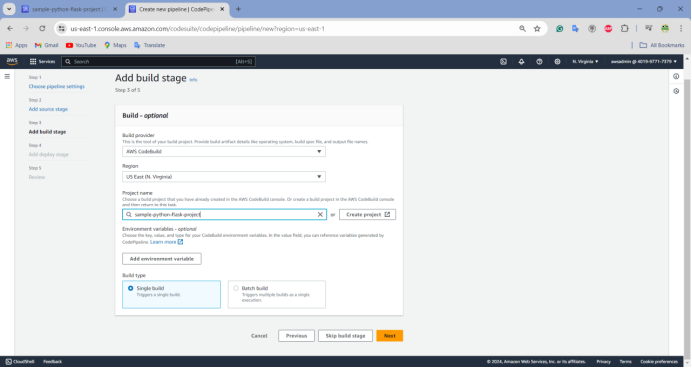 sample-python-flask-project |
Create new pipeline | CodePipel
us-east-1.console.aws.amazon.com/codesuite/codepipeline/pipeline/new?region=us-east-1
Apps
Gmail
YouTube
Maps
Translate
All Bookmarks
aws
Services
Search
[Alt+S]
N. Virginia
awsadmin @ 4019-9771-7379
Step 1
Choose pipeline settings
Step 2
Add source stage
Step 3
Add build stage
Step 4
Add deploy stage
Step 5
Review
Add build stage Info
Step 3 of 5
Build - optional
Build provider
This is the tool of your build project. Provide build artifact details like operating system, build spec file, and output file names.
AWS CodeBuild
Region
US East (N. Virginia)
Project name
Choose a build project that you have already created in the AWS CodeBuild console. Or create a build project in the AWS CodeBuild console
and then return to this task.
sample-python-flask-project
or
Create project
Environment variables - optional
Choose the key, value, and type for your CodeBuild environment variables. In the value field, you can reference variables generated by
CodePipeline. Learn more
Add environment variable
Build type
Single build
Triggers a single build.
Batch build
Triggers multiple builds as a single
execution.
Cancel
Previous
Skip build stage
Next
CloudShell
Feedback
© 2024, Amazon Web Services, Inc. or its affiliates.
Privacy
Terms
Cookie preferences